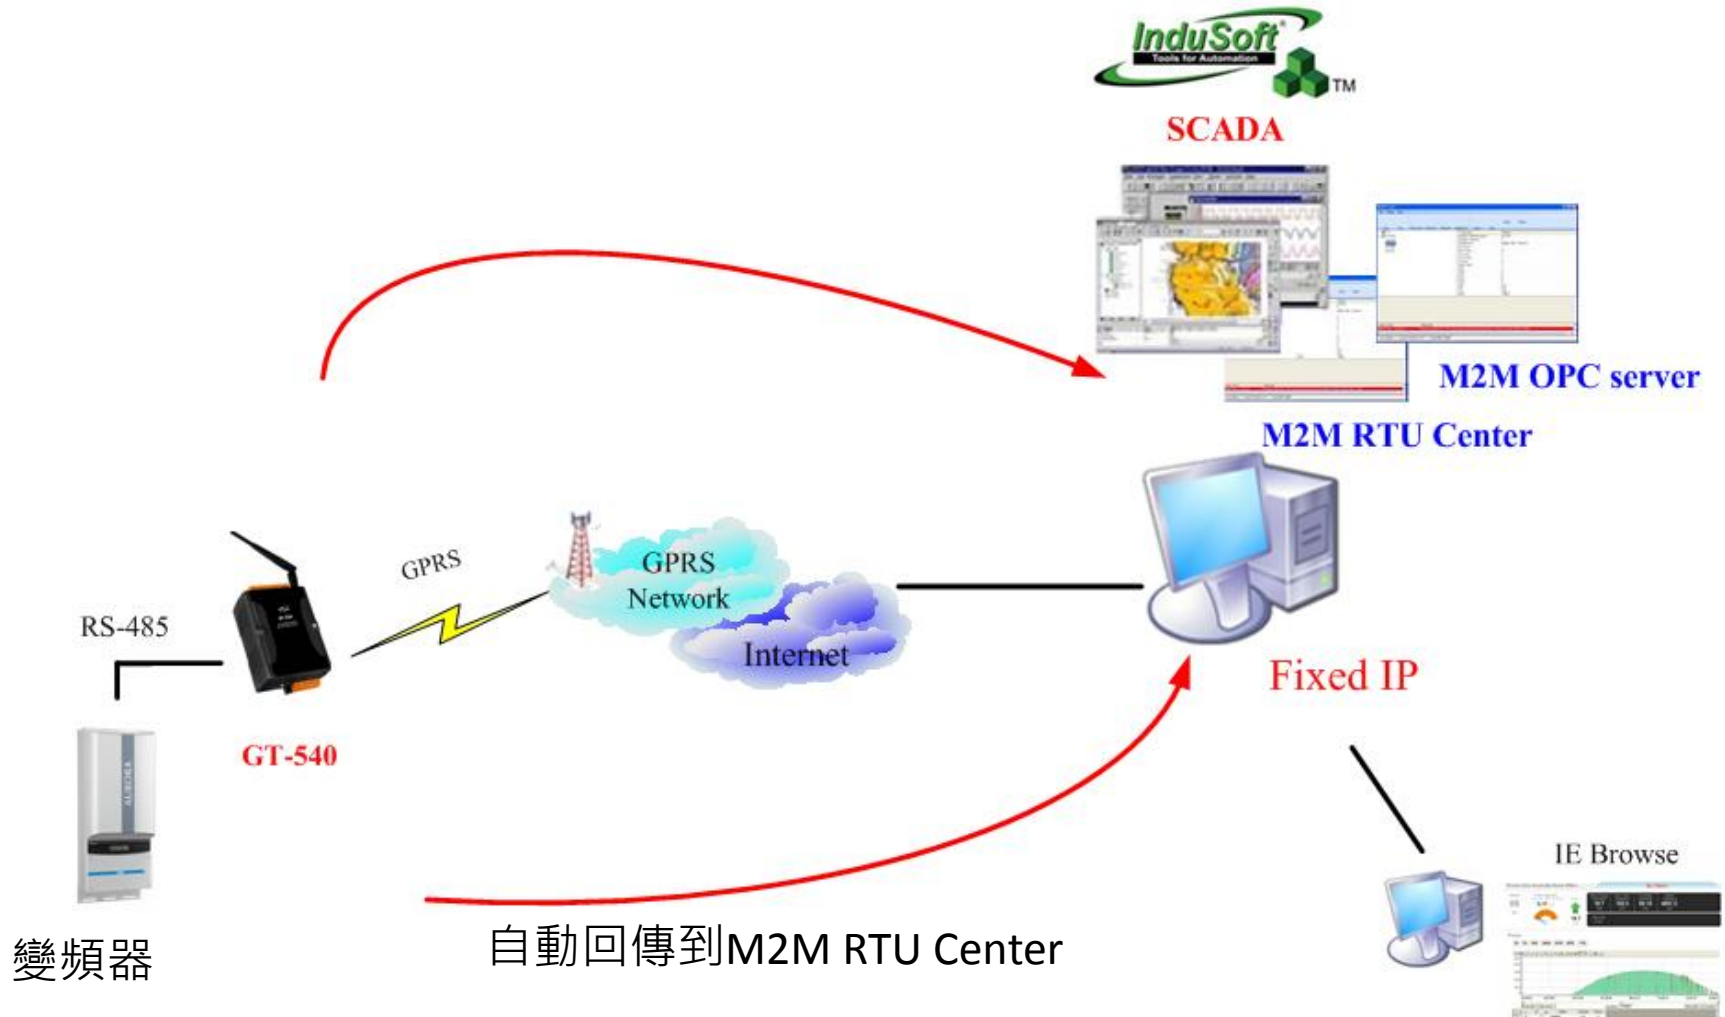 InduSoft®
Tools for Automation
TM
SCADA
M2M OPC server
M2M RTU Center
GPRS
GPRS
Network
Internet
RS-485
Fixed IP
GT-540
AURORA
IE Browse
變頻器
自動回傳到M2M RTU Center